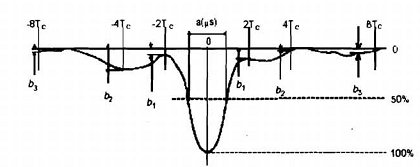 -8Tc -4Tc -2Tc a(μs) 2Tc 4Tc 8Tc
0 0
b3 b2 b1 b1 b2 b3
50%
100%